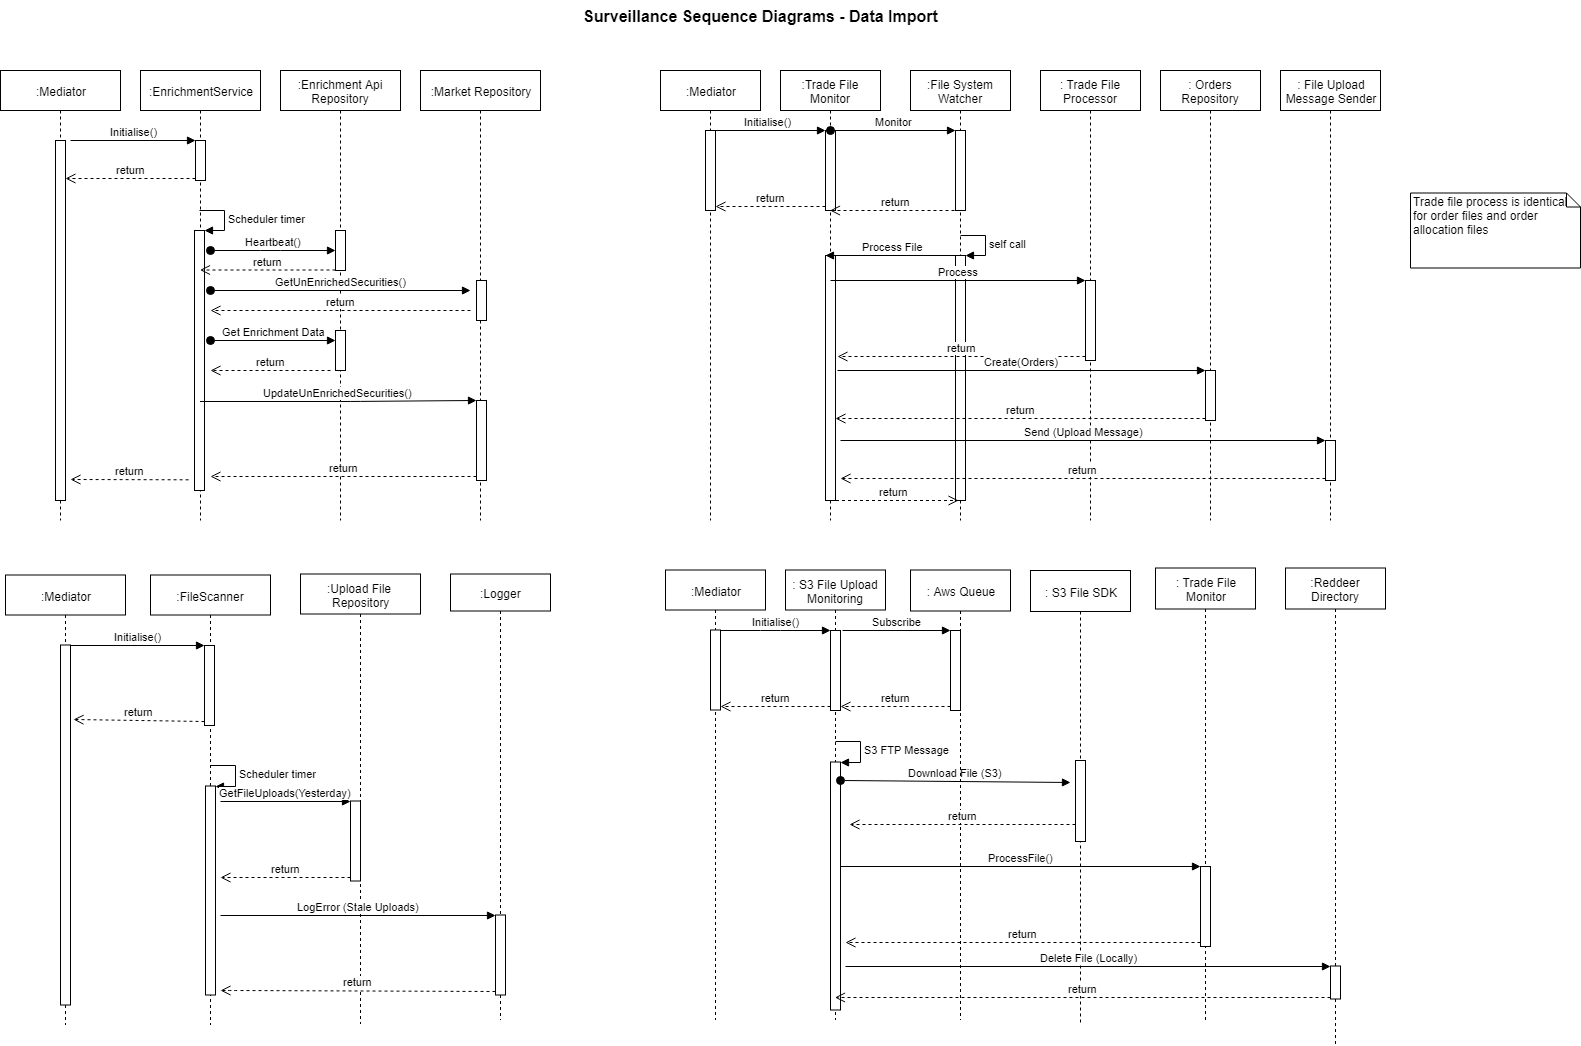 Surveillance Sequence Diagrams - Data Import
:Mediator
:EnrichmentService
:Enrichment Api
Repository
:Market Repository
Initialise()
return
Scheduler timer
Heartbeat()
return
GetUnEnrichedSecurities()
return
Get Enrichment Data
return
UpdateUnEnrichedSecurities()
return
return
:Mediator
:Trade File
Monitor
:File System
Watcher
: Trade File
Processor
: Orders
Repository
: File Upload
Message Sender
Initialise()
Monitor
return
return
self call
Process File
Process
return
Create(Orders)
return
Send (Upload Message)
return
return
Trade file process is identical
for order files and order
allocation files
:Mediator
:FileScanner
:Upload File
Repository
:Logger
Initialise()
return
Scheduler timer
GetFileUploads(Yesterday)
return
LogError (Stale Uploads)
return
:Mediator
: S3 File Upload
Monitoring
: Aws Queue
: S3 File SDK
: Trade File
Monitor
:Reddeer
Directory
Initialise()
Subscribe
return
return
S3 FTP Message
Download File (S3)
return
ProcessFile()
return
Delete File (Locally)
return